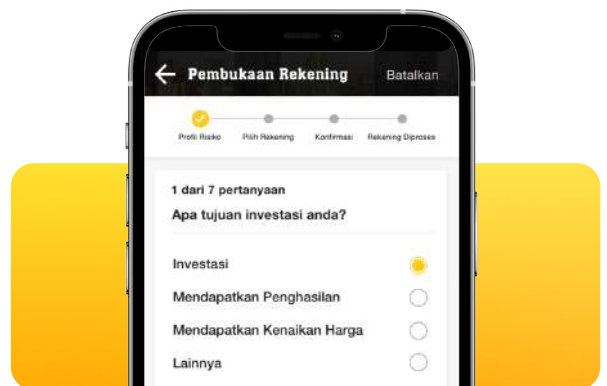 Pembukaan Rekening Batalkan
Profil Risiko Pilih Rekening Konfirmasi Rekening Diproses
1 dari 7 pertanyaan
Apa tujuan investasi anda?
Investasi
Mendapatkan Penghasilan
Mendapatkan Kenaikan Harga
Lainnya